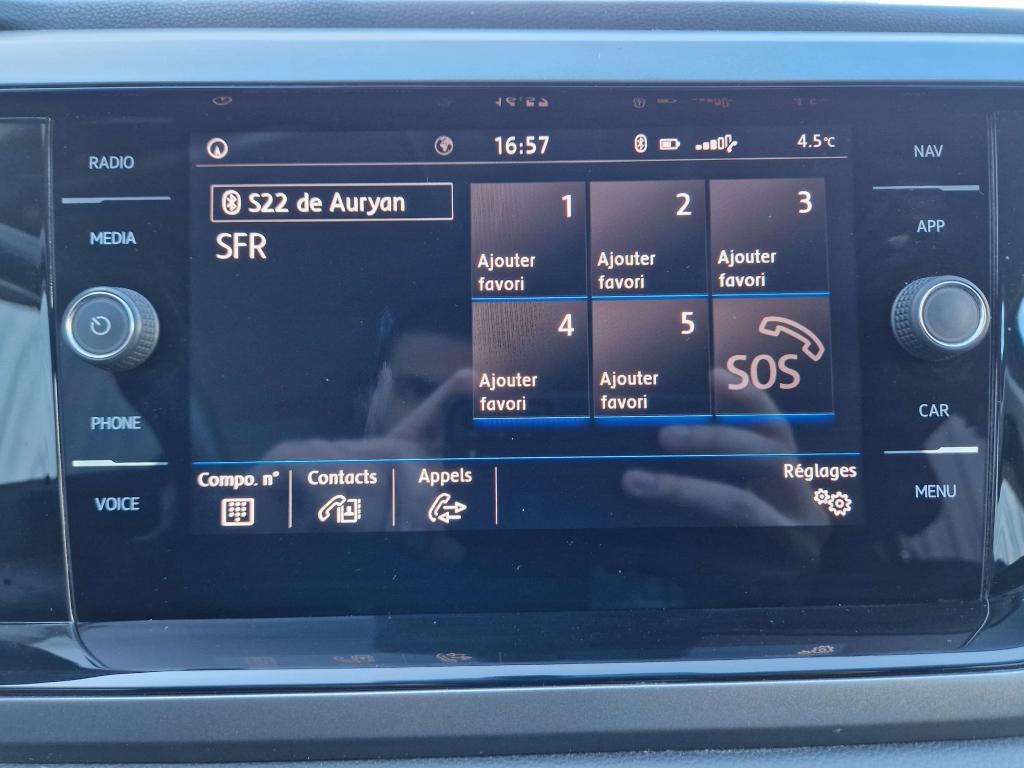 16:57
4.5°C
RADIO
MEDIA
PHONE
VOICE
S22 de Auryan
SFR
1
Ajouter
favori
2
Ajouter
favori
3
Ajouter
favori
4
Ajouter
favori
5
Ajouter
favori
SOS
Compo. n°
Contacts
Appels
Réglages
NAV
APP
CAR
MENU